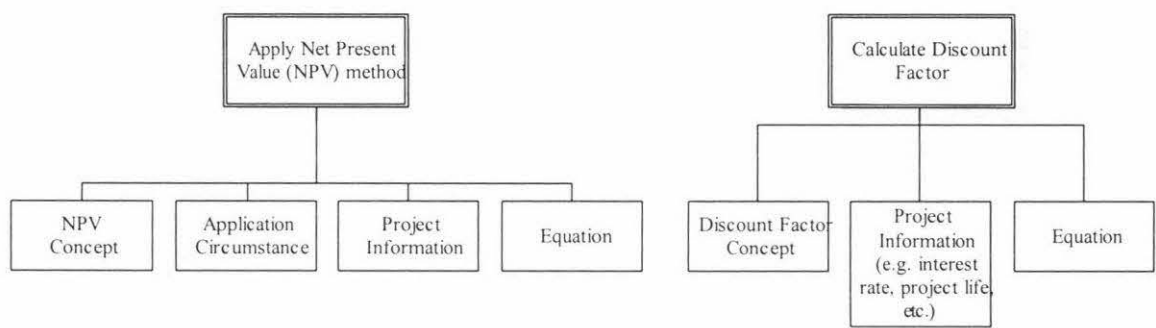 Apply Net Present
Value (NPV) method
NPV
Concept
Application
Circumstance
Project
Information
Equation
Calculate Discount
Factor
Discount Factor
Concept
Project
Information
(e.g. interest
rate, project life,
etc.)
Equation